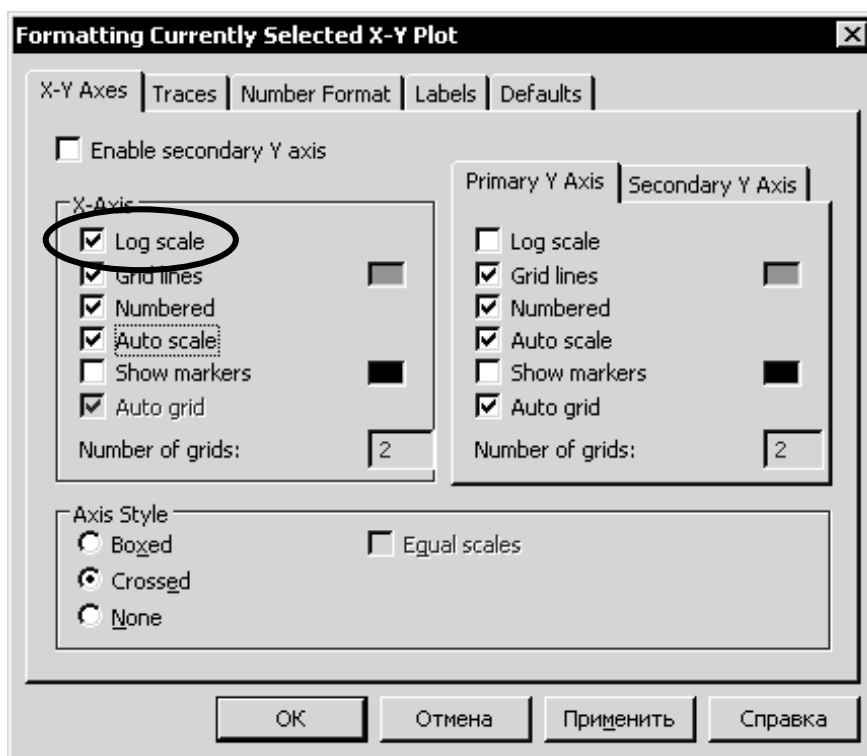 Formatting Currently Selected X-Y Plot
X-Y Axes Traces Number Format Labels Defaults
Enable secondary Y axis
X-Axis
Log scale
Grid lines
Numbered
Auto scale
Show markers
Auto grid
Number of grids: 2
Primary Y Axis Secondary Y Axis
Log scale
Grid lines
Numbered
Auto scale
Show markers
Auto grid
Number of grids: 2
Axis Style
Boxed
Crossed
None
Equal scales
OK Отмена Применить Справка